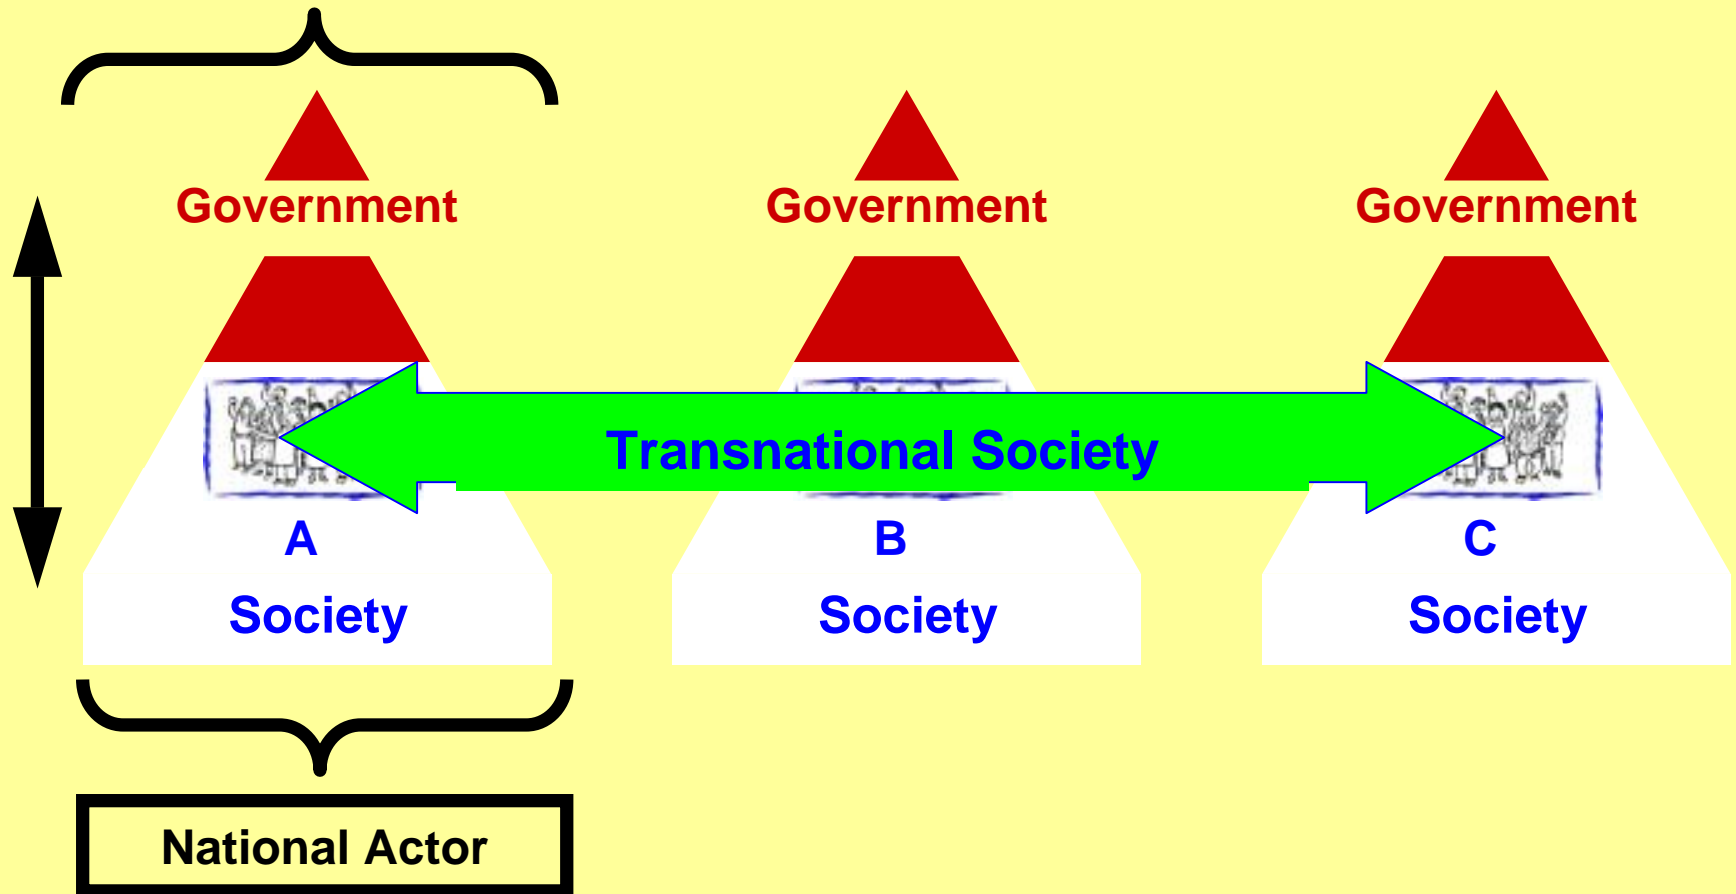 Government Government Government
Transnational Society
A B C
Society Society Society
National Actor